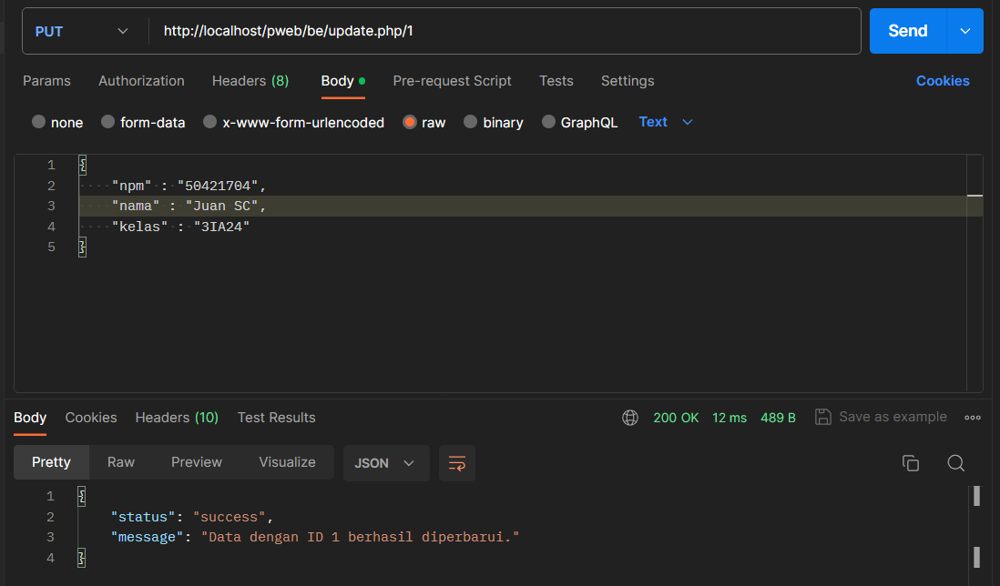 PUT http://localhost/pweb/be/update.php/1 Send
Params Authorization Headers (8) Body Pre-request Script Tests Settings Cookies
none form-data x-www-form-urlencoded raw binary GraphQL Text
1 {
2 "npm" : "50421704",
3 "nama" : "Juan SC",
4 "kelas" : "3IA24"
5 }
Body Cookies Headers (10) Test Results 200 OK 12 ms 489 B Save as example
Pretty Raw Preview Visualize JSON
1 {
2 "status": "success",
3 "message": "Data dengan ID 1 berhasil diperbarui."
4 }